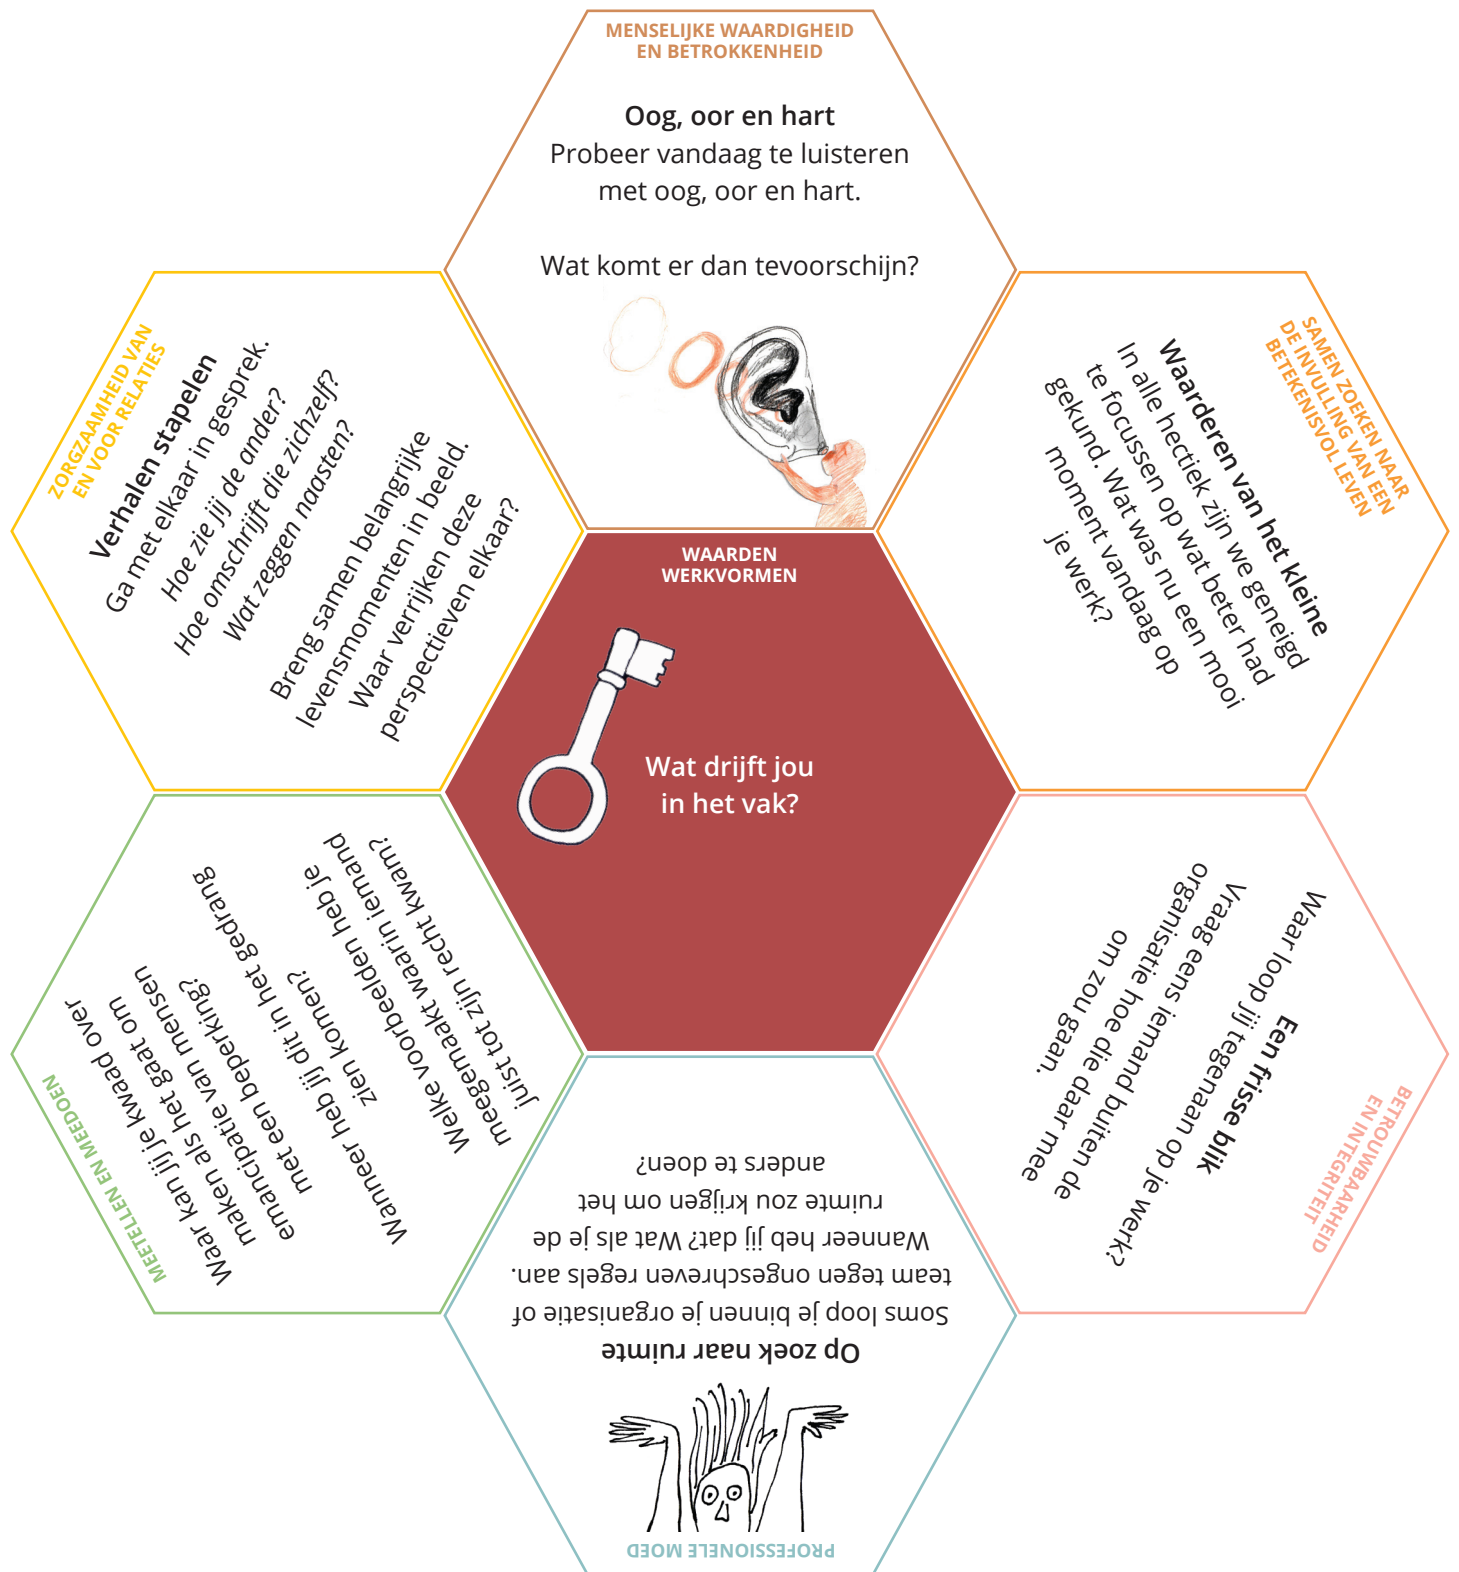 MENSELIJKE WAARDIGHEID
EN BETROKKENHEID
Oog, oor en hart
Probeer vandaag te luisteren
met oog, oor en hart.
Wat komt er dan tevoorschijn?
ZORGZAAMHEID VAN
EN VOOR RELATIES
Verhalen stapelen
Ga met elkaar in gesprek.
Hoe zie jij de ander?
Hoe omschrijft die zichzelf?
Wat zeggen naasten?
Breng samen belangrijke
levensmomenten in beeld.
Waar verrijken deze
perspectieven elkaar?
SAMEN ZOEKEN NAAR
DE INVULLING VAN EEN
BETEKENISVOL LEVEN
Waarderen van het kleine
In alle hectiek zijn we geneigd
te focussen op wat beter had
gekund. Wat was nu een mooi
moment vandaag op
je werk?
WAARDEN
WERKVORMEN
Wat drijft jou
in het vak?
MEETELLEN EN MEEDOEN
Waar kan jij je kwaad over
maken als het gaat om
emancipatie van mensen
met een beperking?
Wanneer heb jij dit in het gedrang
zien komen?
Welke voorbeelden heb je
meegemaakt waarin iemand
juist tot zijn recht kwam?
BETROUWBAARHEID
EN INTEGRITEIT
Een frisse blik
Waar loop jij tegenaan op je werk?
Vraag eens iemand buiten de
organisatie hoe die daar mee
om zou gaan.
PROFESSIONELE MOED
Op zoek naar ruimte
Soms loop je binnen je organisatie of
team tegen ongeschreven regels aan.
Wanneer heb jij dat? Wat als je de
ruimte zou krijgen om het
anders te doen?